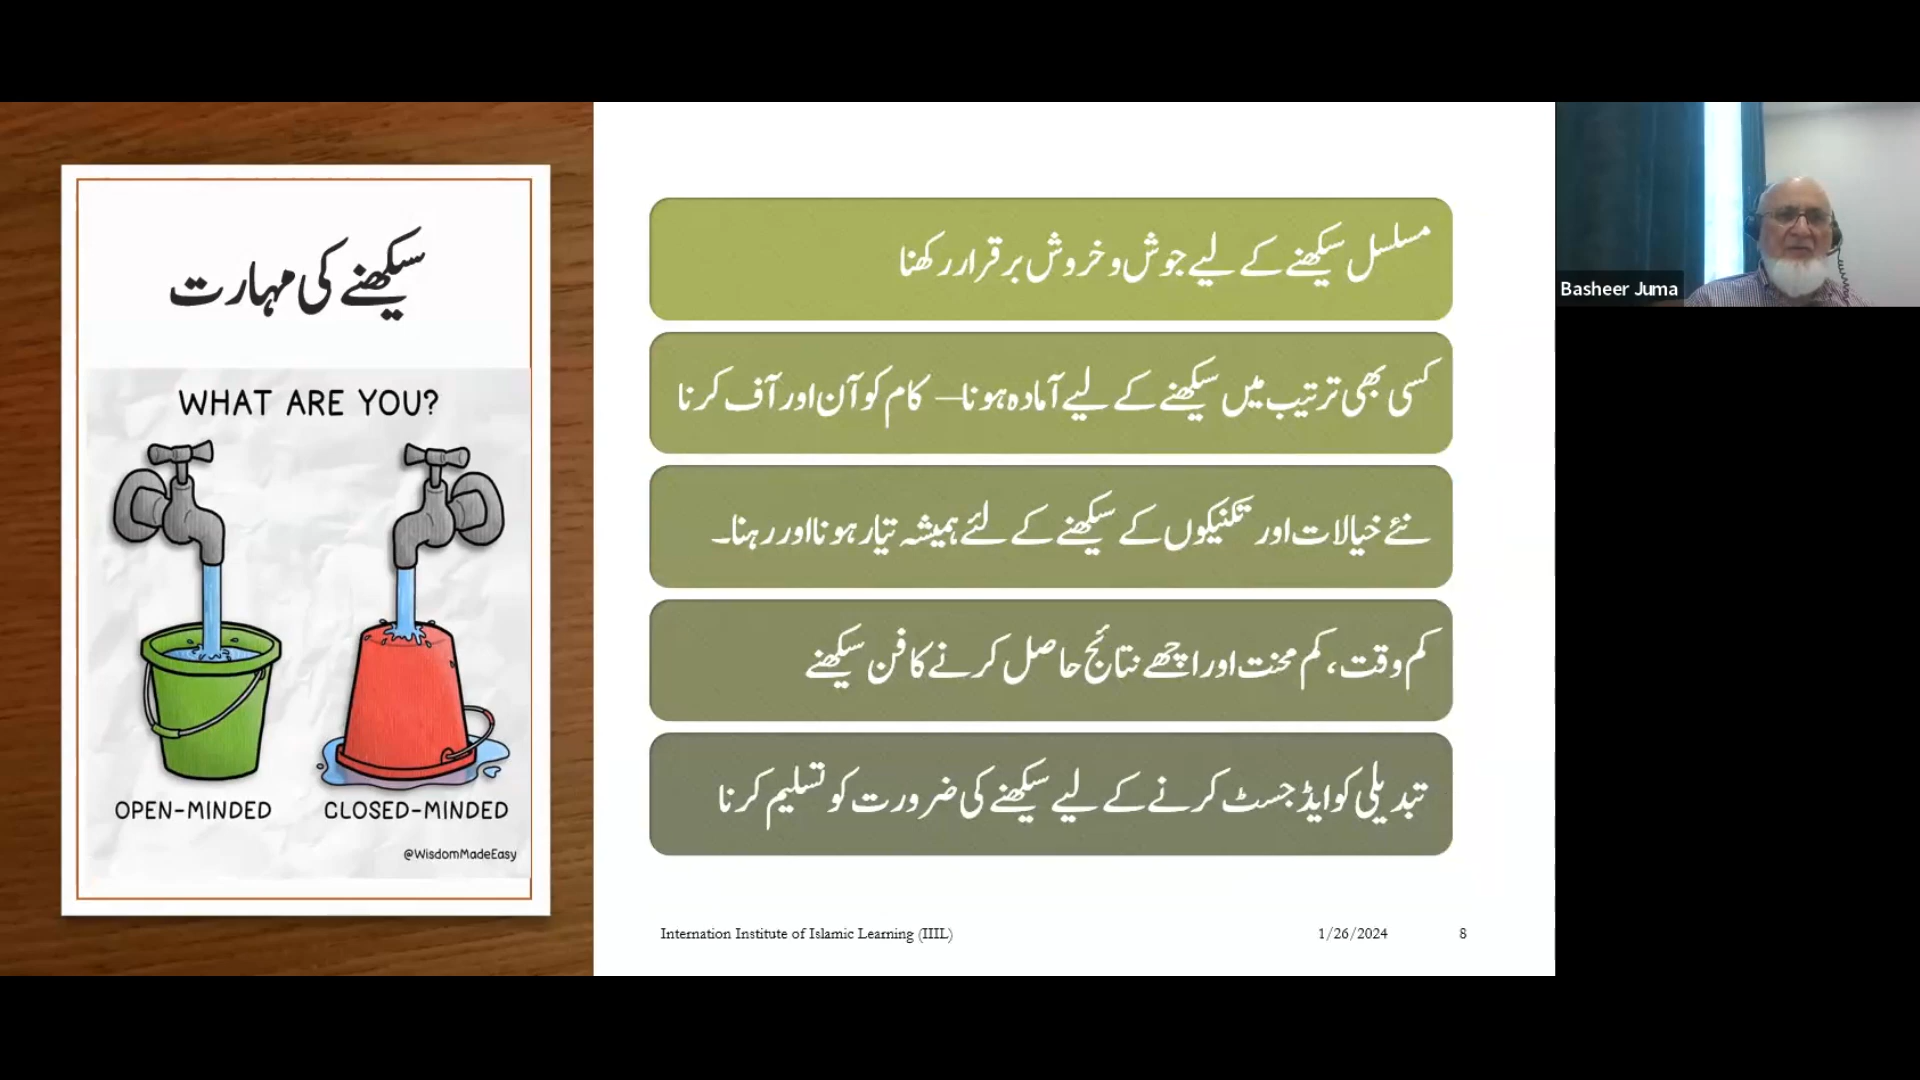 سیکھنے کی مہارت
WHAT ARE YOU?
OPEN-MINDED
CLOSED-MINDED
@WisdomMadeEasy
مسلسل سیکھنے کے لیے جوش و خروش برقرار رکھنا
کسی بھی ترتیب میں سیکھنے کے لیے آمادہ ہونا – کام کو آن اور آف کرنا
نئے خیالات اور تکنیکوں کے سیکھنے کے لئے ہمیشہ تیار ہونا اور رہنا۔
کم وقت، کم محنت اور اچھے نتائج حاصل کرنے کا فن سیکھنے
تبدیلی کو ایڈجسٹ کرنے کے لیے سیکھنے کی ضرورت کو تسلیم کرنا
Internation Institute of Islamic Learning (IIIL)
1/26/2024
8
Basheer Juma